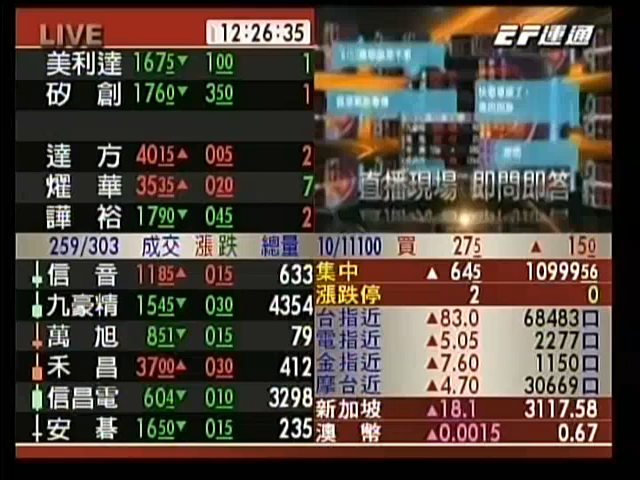 LIVE 12:26:35
EF運通
美利達 1675▼ 100 1
矽創 1760▼ 350 1
達方 4015▲ 005 2
燿華 3535▲ 020 7
譁裕 1790▼ 045 2
直播現場 即問即答
259/303 成交 漲跌 總量
信音 1185▲ 015 633
九豪精 1545▼ 030 4354
萬旭 851▼ 015 79
禾昌 3700▲ 030 412
信昌電 604▼ 010 3298
安碁 1650▼ 015 235
10/11100 買 275 ▲ 150
集中 ▲ 645 1099956
漲跌停 2 0
台指近 ▲83.0 68483口
電指近 ▲5.05 2277口
金指近 ▲7.60 1150口
摩台近 ▲4.70 30669口
新加坡 ▲18.1 3117.58
澳幣 ▲0.0015 0.67